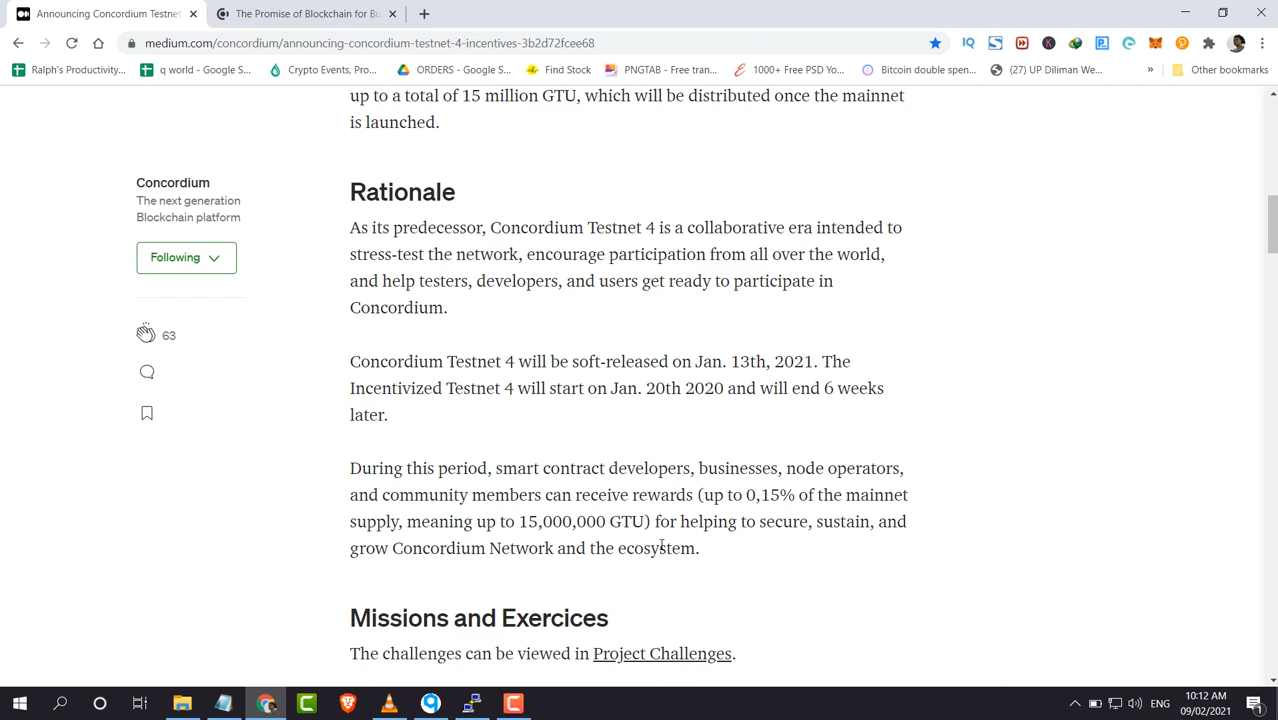 Announcing Concordium Testnet
The Promise of Blockchain for Bu
medium.com/concordium/announcing-concordium-testnet-4-incentives-3b2d72fcee68
Ralph's Productivity...
q world - Google S...
Crypto Events, Pro...
ORDERS - Google S...
Find Stock
PNGTAB - Free tran...
1000+ Free PSD Yo...
Bitcoin double spen...
(27) UP Diliman We...
»
Other bookmarks
up to a total of 15 million GTU, which will be distributed once the mainnet
is launched.
Concordium
The next generation
Blockchain platform
Following
63
Rationale
As its predecessor, Concordium Testnet 4 is a collaborative era intended to
stress-test the network, encourage participation from all over the world,
and help testers, developers, and users get ready to participate in
Concordium.
Concordium Testnet 4 will be soft-released on Jan. 13th, 2021. The
Incentivized Testnet 4 will start on Jan. 20th 2020 and will end 6 weeks
later.
During this period, smart contract developers, businesses, node operators,
and community members can receive rewards (up to 0,15% of the mainnet
supply, meaning up to 15,000,000 GTU) for helping to secure, sustain, and
grow Concordium Network and the ecosystem.
Missions and Exercices
The challenges can be viewed in Project Challenges.
10:12 AM
09/02/2021